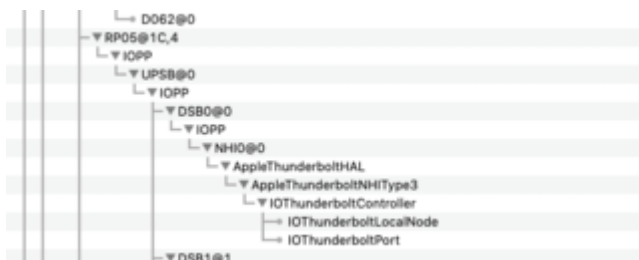 D062@0
RP05@1C,4
IOPP
UPSB@0
IOPP
DSB0@0
IOPP
NHI0@0
AppleThunderboltHAL
AppleThunderboltNHIType3
IOThunderboltController
IOThunderboltLocalNode
IOThunderboltPort
DSB1@1